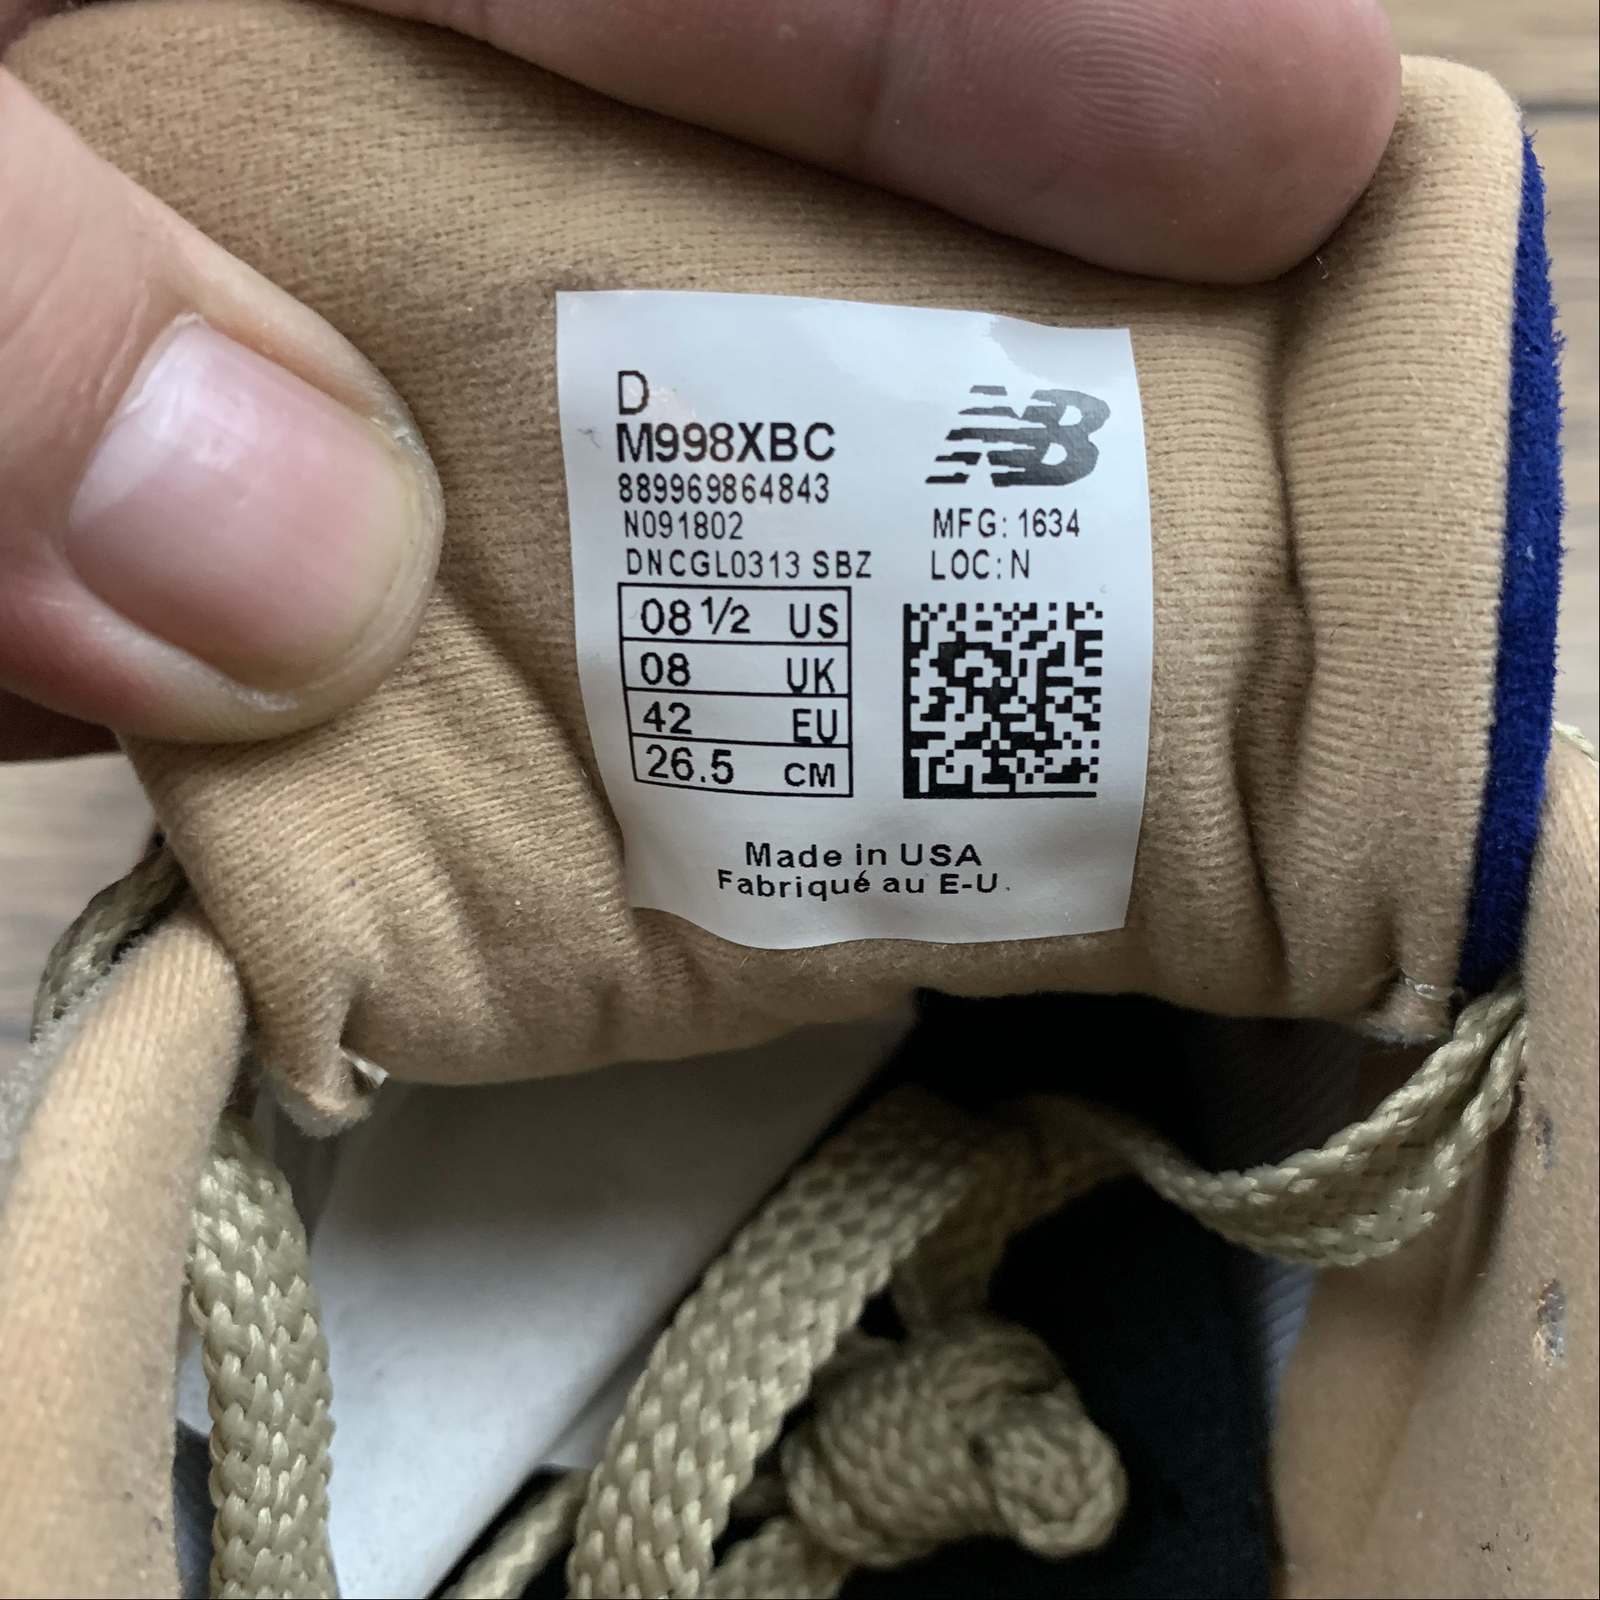 D
M998XBC
889969864843
N091802
DNCGL0313 SBZ
NB
MFG: 1634
LOC: N
08 1/2 US
08 UK
42 EU
26.5 CM
Made in USA
Fabriqué au E-U.